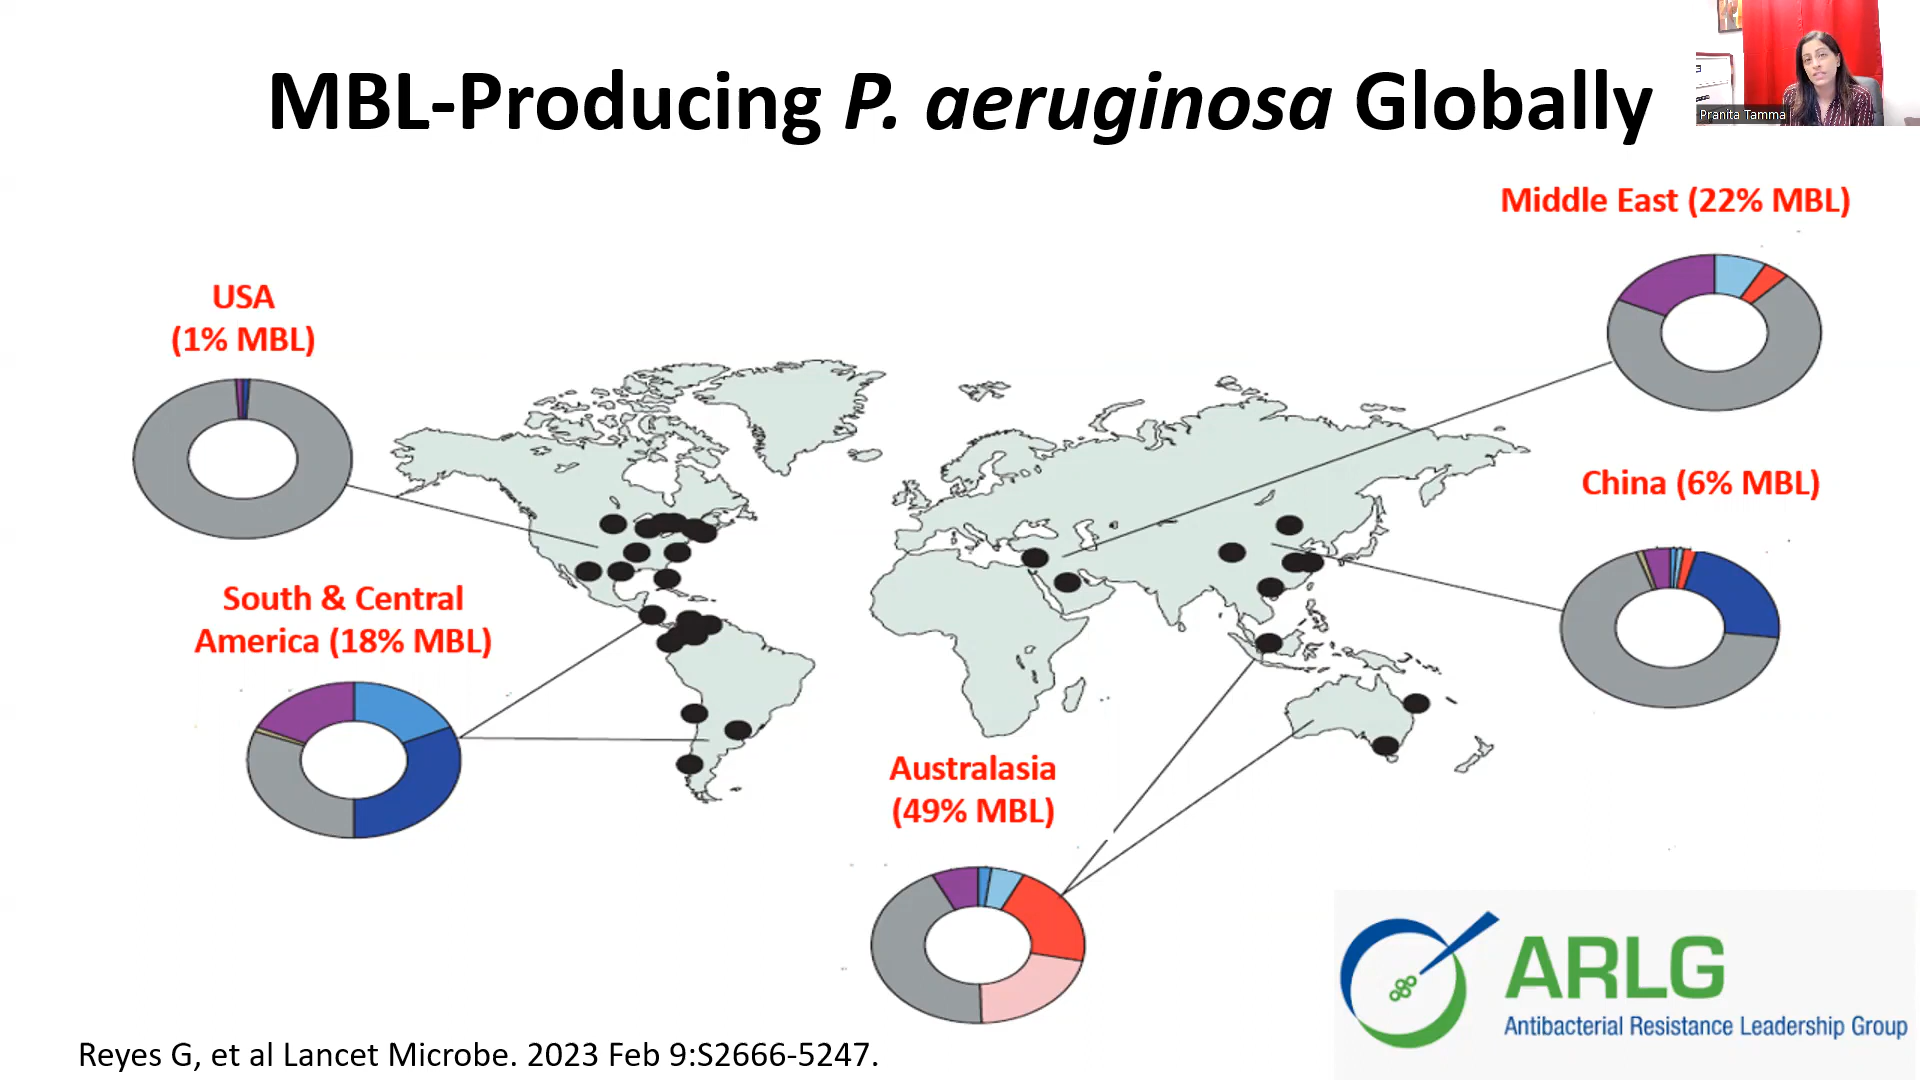 MBL-Producing P. aeruginosa Globally
Pranita Tamma
Middle East (22% MBL)
USA
(1% MBL)
China (6% MBL)
South & Central
America (18% MBL)
Australasia
(49% MBL)
ARLG
Antibacterial Resistance Leadership Group
Reyes G, et al Lancet Microbe. 2023 Feb 9:S2666-5247.